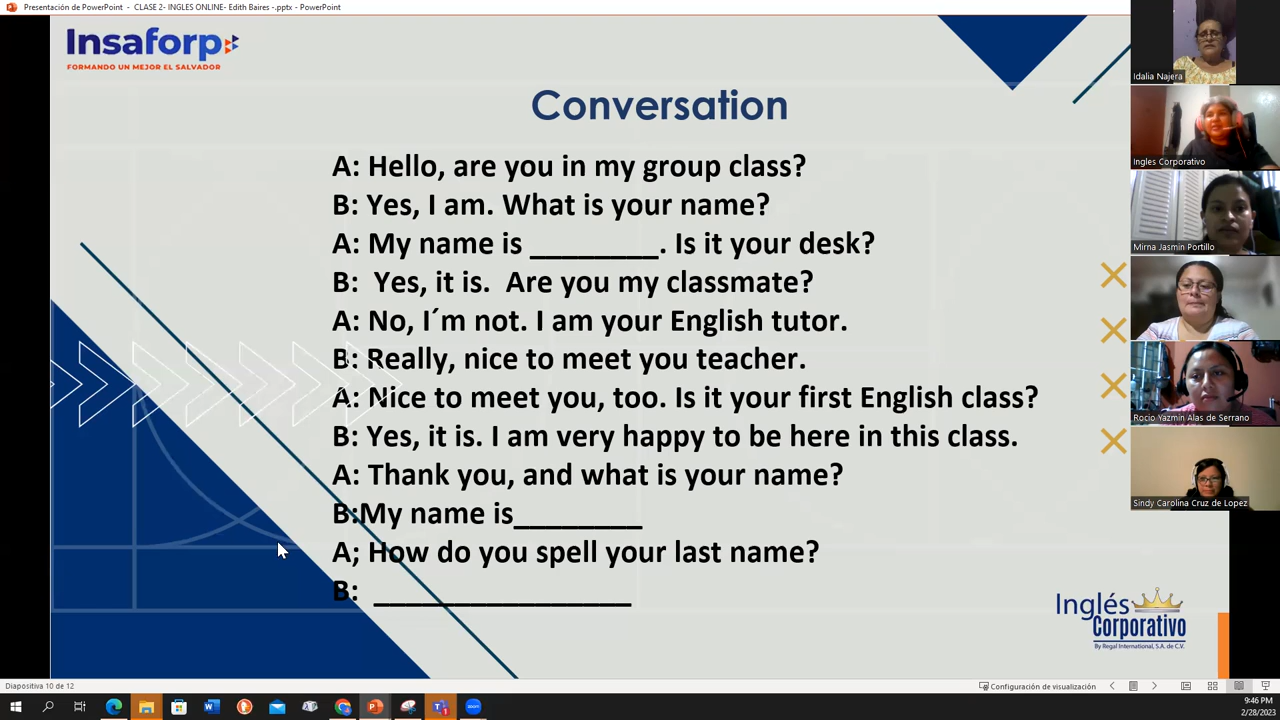 Presentación de PowerPoint - CLASE 2- INGLES ONLINE- Edith Baires -.pptx - PowerPoint
Insaforp
FORMANDO UN MEJOR EL SALVADOR
Conversation
A: Hello, are you in my group class?
B: Yes, I am. What is your name?
A: My name is ________. Is it your desk?
B: Yes, it is. Are you my classmate?
A: No, I´m not. I am your English tutor.
B: Really, nice to meet you teacher.
A: Nice to meet you, too. Is it your first English class?
B: Yes, it is. I am very happy to be here in this class.
A: Thank you, and what is your name?
B:My name is________
A; How do you spell your last name?
B: ________________
Idalia Najera
Ingles Corporativo
Mirna Jasmin Portillo
Rocio Yazmin Alas de Serrano
Sindy Carolina Cruz de Lopez
Inglés
Corporativo
By Regal International, S.A. de C.V.
Diapositiva 10 de 12
Configuración de visualización
9:46 PM
2/28/2023